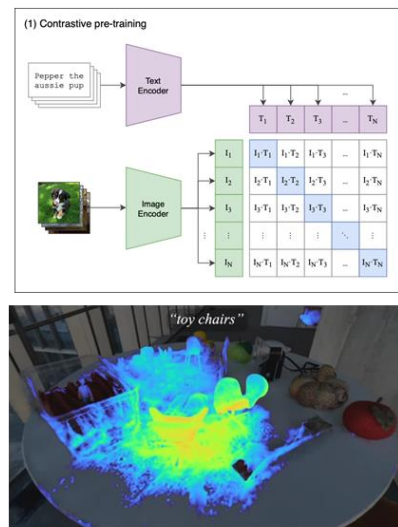 (1) Contrastive pre-training
Pepper the
aussie pup
Text
Encoder
...
T1 T2 T3 ... TN
Image
Encoder
I1 I1·T1 I1·T2 I1·T3 ... I1·TN
I2 I2·T1 I2·T2 I2·T3 ... I2·TN
I3 I3·T1 I3·T2 I3·T3 ... I3·TN
⋮ ⋮ ⋮ ⋮ ⋱ ⋮
IN IN·T1 IN·T2 IN·T3 ... IN·TN
"toy chairs"